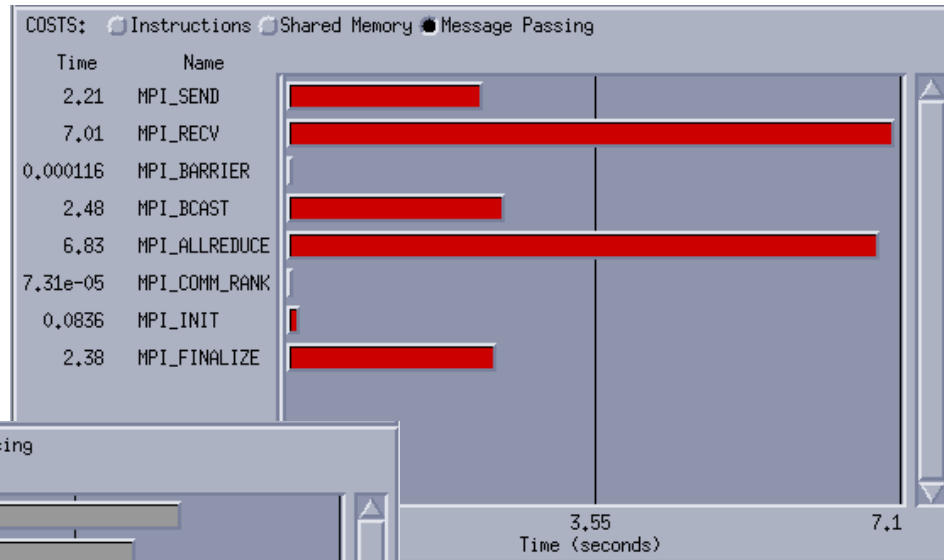 COSTS: Instructions Shared Memory Message Passing
Time Name
2.21 MPI_SEND
7.01 MPI_RECV
0.000116 MPI_BARRIER
2.48 MPI_BCAST
6.83 MPI_ALLREDUCE
7.31e-05 MPI_COMM_RANK
0.0836 MPI_INIT
2.38 MPI_FINALIZE
3.55 7.1
Time (seconds)